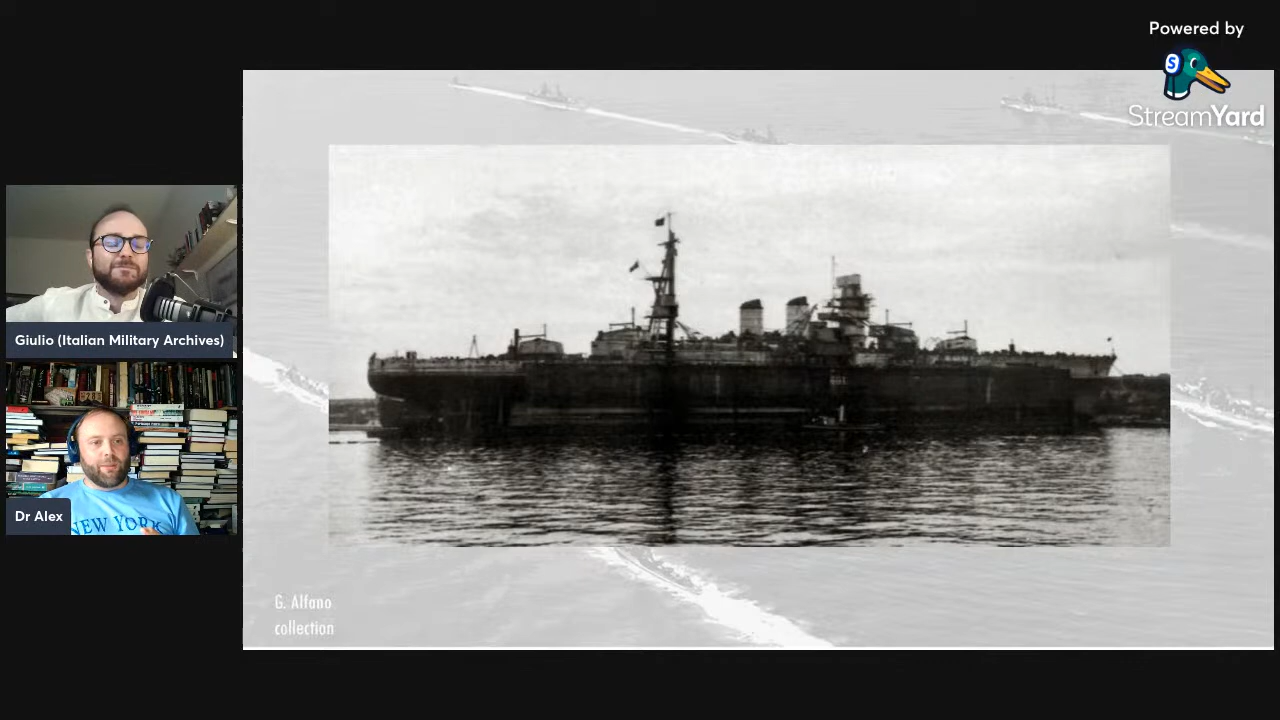 Powered by
S
StreamYard
Giulio (Italian Military Archives)
NEW YORK
Dr Alex
G. Alfano
collection